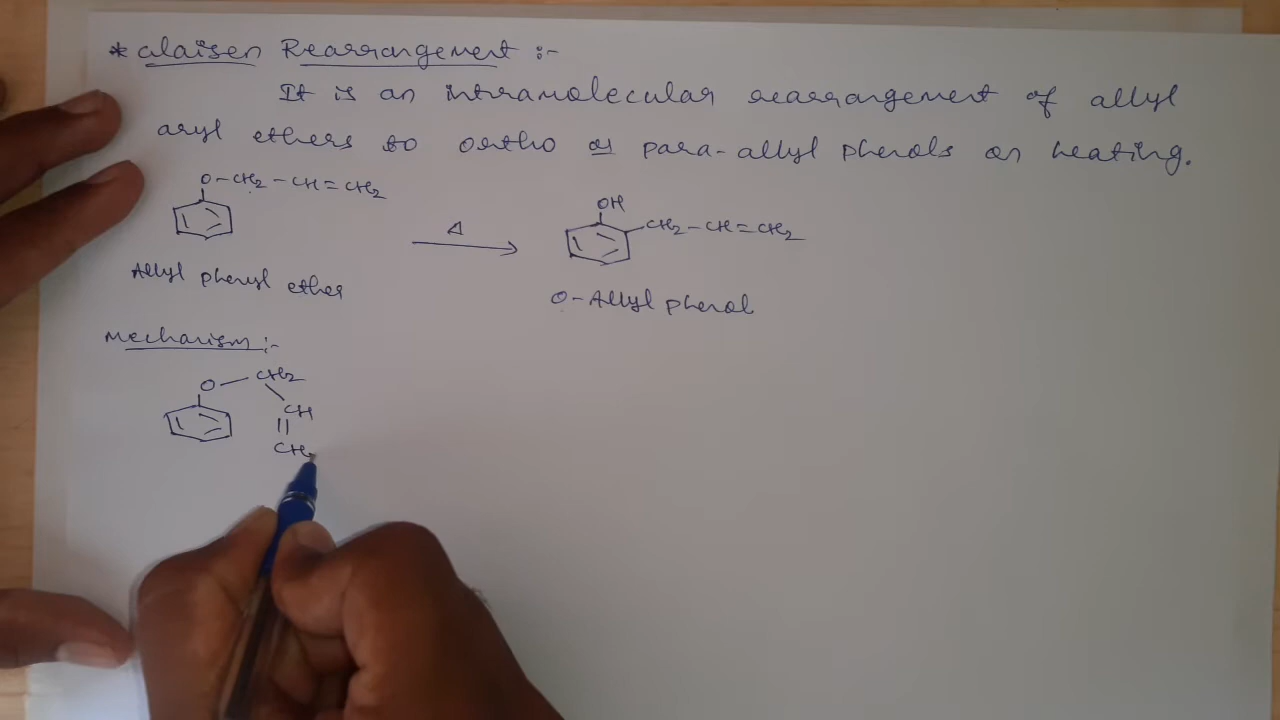 * Claisen Rearrangement :-
It is an intramolecular rearrangement of allyl
aryl ethers to ortho or para-allyl phenols on heating.
O-CH2-CH=CH2
Δ
OH
CH2-CH=CH2
Allyl phenyl ether
O-Allyl phenol
Mechanism :-
O-CH2
CH
CH2